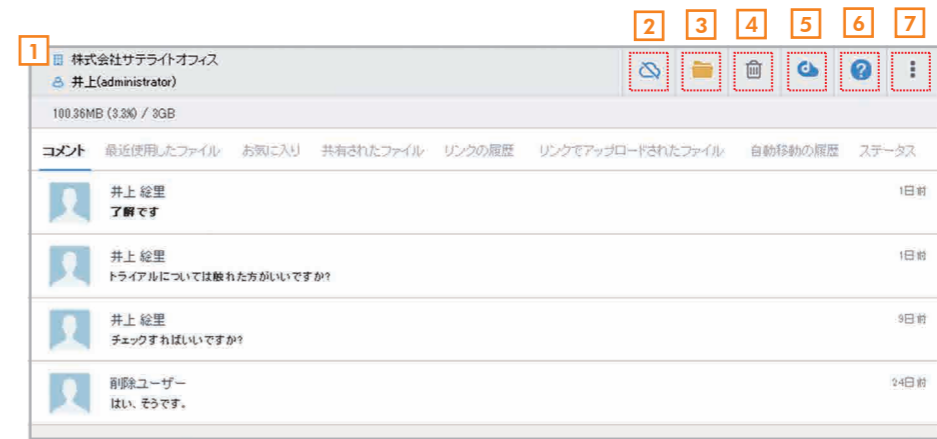 2 3 4 5 6 7
1
株式会社サテライトオフィス
井上(administrator)
?
100.36MB (3.3%) / 3GB
コメント 最近使用したファイル お気に入り 共有されたファイル リンクの履歴 リンクでアップロードされたファイル 自動移動の履歴 ステータス
井上 絵里 1日前
了解です
井上 絵里 1日前
トライアルについては触れた方がいいですか?
井上 絵里 9日前
チェックすればいいですか?
削除ユーザー 24日前
はい、そうです。